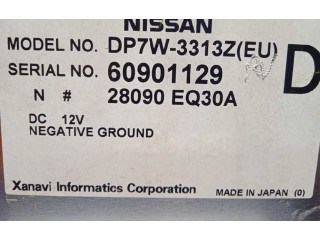 NISSAN
MODEL NO. DP7W-3313Z(EU)
SERIAL NO. 60901129
N # 28090 EQ30A
D
DC 12V
NEGATIVE GROUND
Xanavi Informatics Corporation MADE IN JAPAN (0)